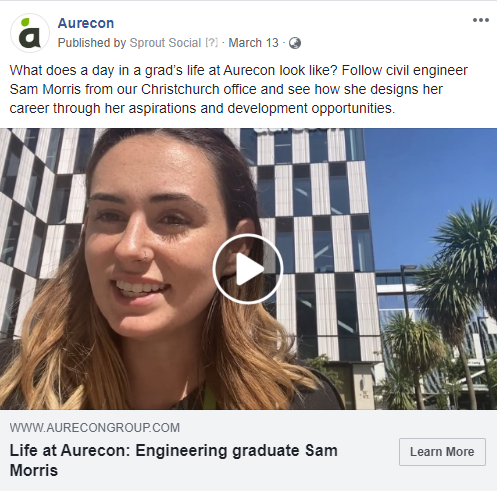 Aurecon
Published by Sprout Social [?] · March 13 ·
What does a day in a grad's life at Aurecon look like? Follow civil engineer
Sam Morris from our Christchurch office and see how she designs her
career through her aspirations and development opportunities.
WWW.AURECONGROUP.COM
Life at Aurecon: Engineering graduate Sam
Morris
Learn More